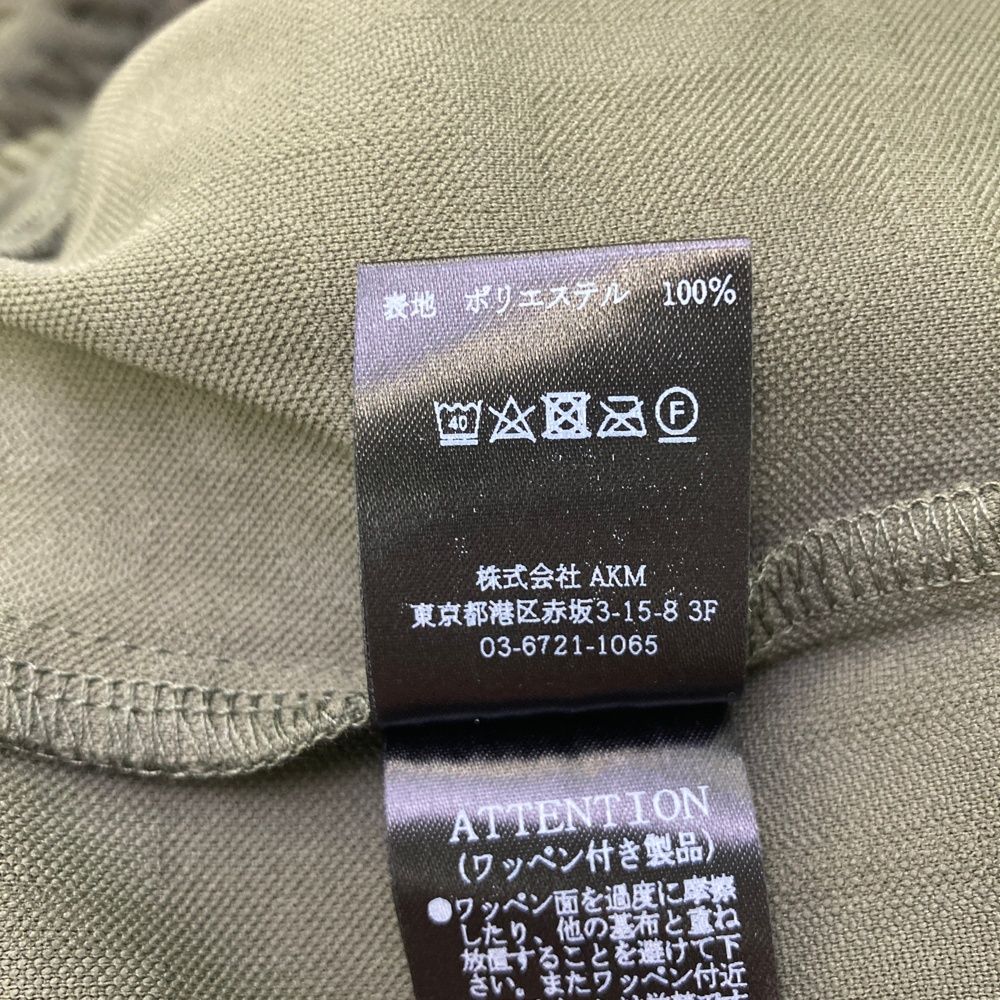 表地 ポリエステル 100%
40
F
株式会社 AKM
東京都港区赤坂3-15-8 3F
03-6721-1065
ATTENTION
(ワッペン付き製品)
●ワッペン面を過度に摩擦
したり、他の基布と重ね
放置することを避けて下
さい。またワッペン付近